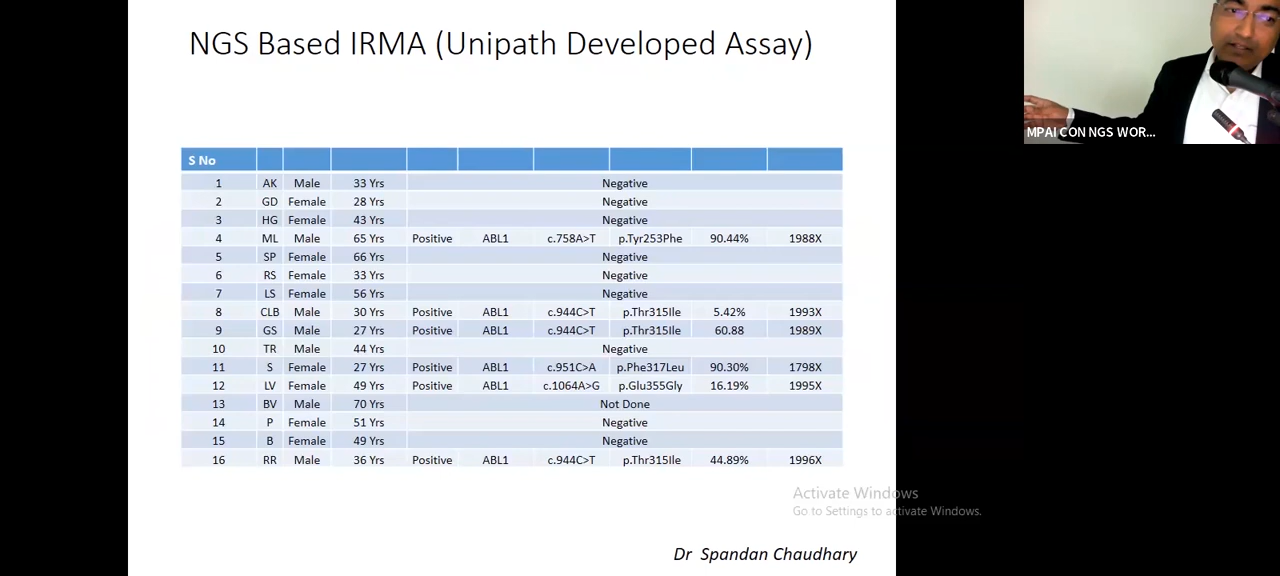 NGS Based IRMA (Unipath Developed Assay)
MPAI CON NGS WOR...
S No
1 AK Male 33 Yrs Negative
2 GD Female 28 Yrs Negative
3 HG Female 43 Yrs Negative
4 ML Male 65 Yrs Positive ABL1 c.758A>T p.Tyr253Phe 90.44% 1988X
5 SP Female 66 Yrs Negative
6 RS Female 33 Yrs Negative
7 LS Female 56 Yrs Negative
8 CLB Male 30 Yrs Positive ABL1 c.944C>T p.Thr315Ile 5.42% 1993X
9 GS Male 27 Yrs Positive ABL1 c.944C>T p.Thr315Ile 60.88 1989X
10 TR Male 44 Yrs Negative
11 S Female 27 Yrs Positive ABL1 c.951C>A p.Phe317Leu 90.30% 1798X
12 LV Female 49 Yrs Positive ABL1 c.1064A>G p.Glu355Gly 16.19% 1995X
13 BV Male 70 Yrs Not Done
14 P Female 51 Yrs Negative
15 B Female 49 Yrs Negative
16 RR Male 36 Yrs Positive ABL1 c.944C>T p.Thr315Ile 44.89% 1996X
Activate Windows
Go to Settings to activate Windows.
Dr Spandan Chaudhary